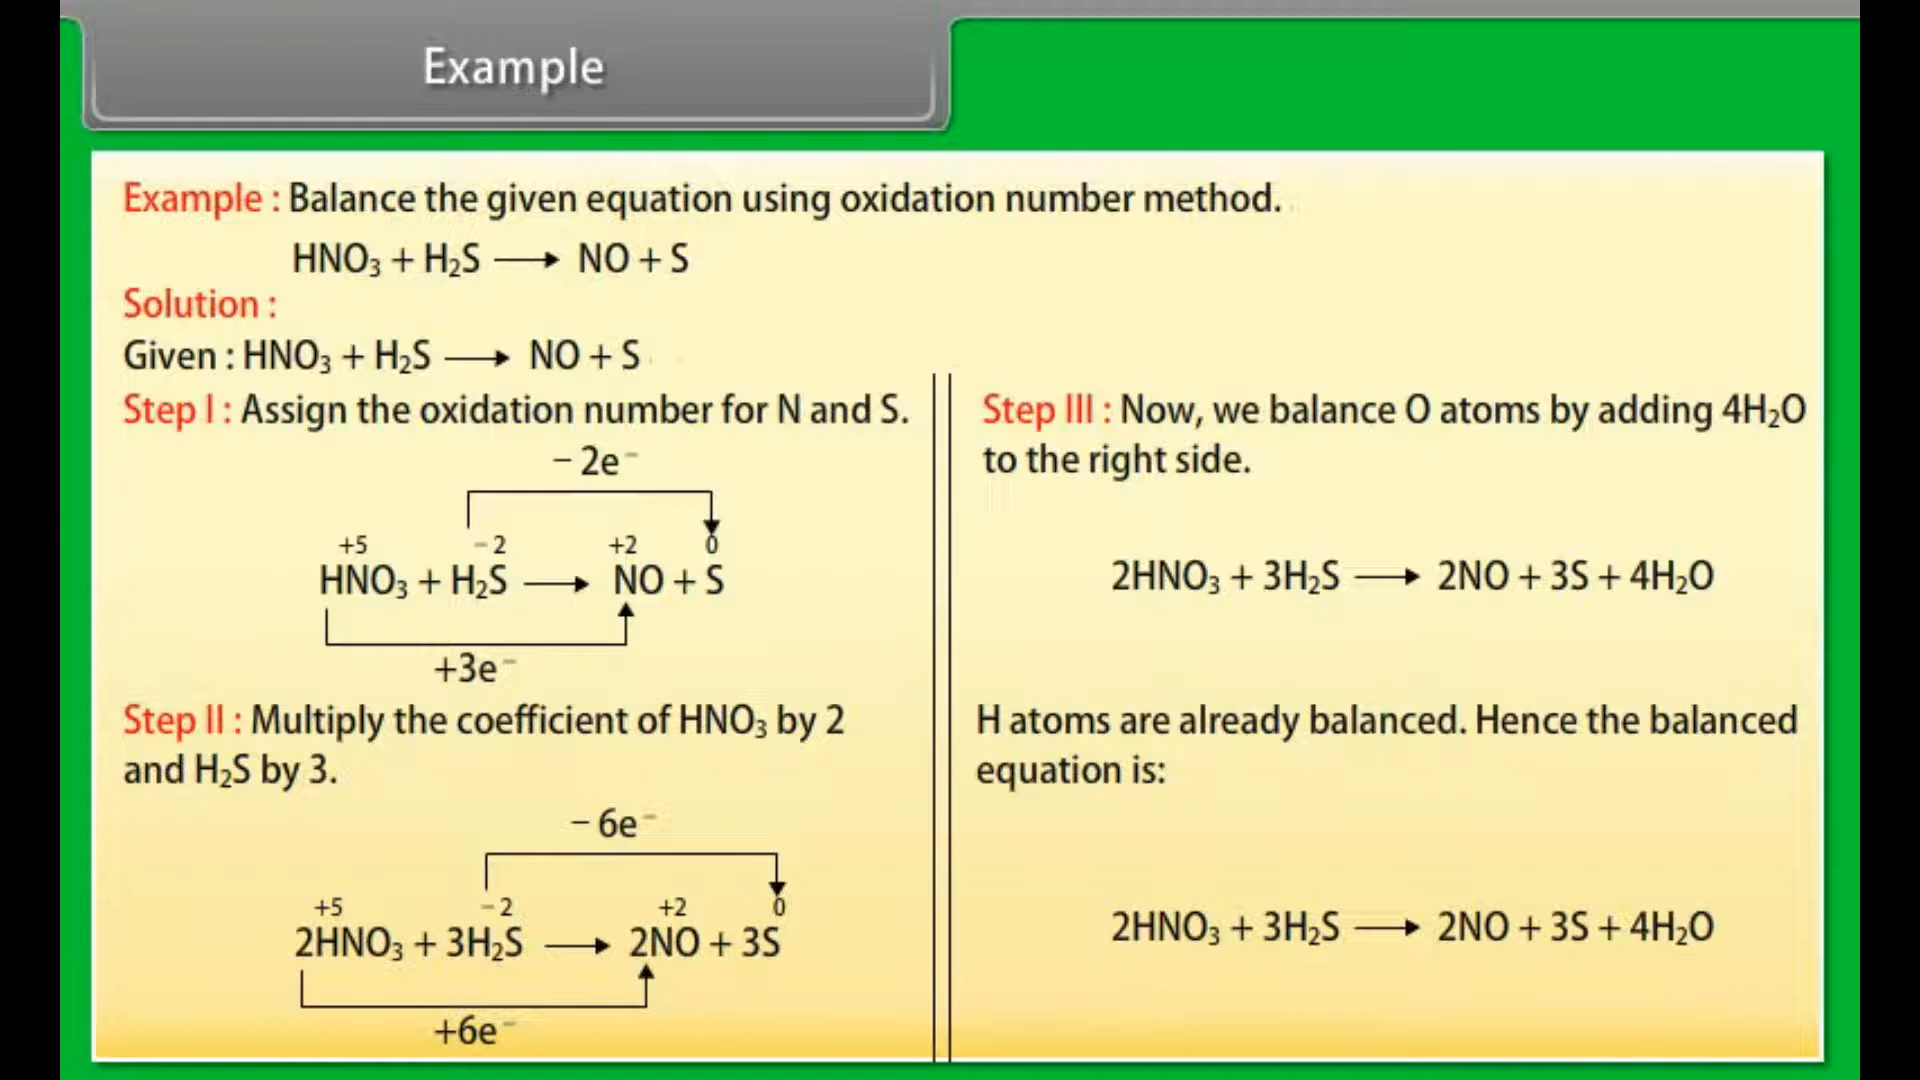 Example
Example : Balance the given equation using oxidation number method.
HNO₃ + H₂S ⟶ NO + S
Solution :
Given : HNO₃ + H₂S ⟶ NO + S
Step I : Assign the oxidation number for N and S.
− 2e⁻
+5 −2 +2 0
HNO₃ + H₂S ⟶ NO + S
+3e⁻
Step II : Multiply the coefficient of HNO₃ by 2
and H₂S by 3.
− 6e⁻
+5 −2 +2 0
2HNO₃ + 3H₂S ⟶ 2NO + 3S
+6e⁻
Step III : Now, we balance O atoms by adding 4H₂O
to the right side.
2HNO₃ + 3H₂S ⟶ 2NO + 3S + 4H₂O
H atoms are already balanced. Hence the balanced
equation is:
2HNO₃ + 3H₂S ⟶ 2NO + 3S + 4H₂O